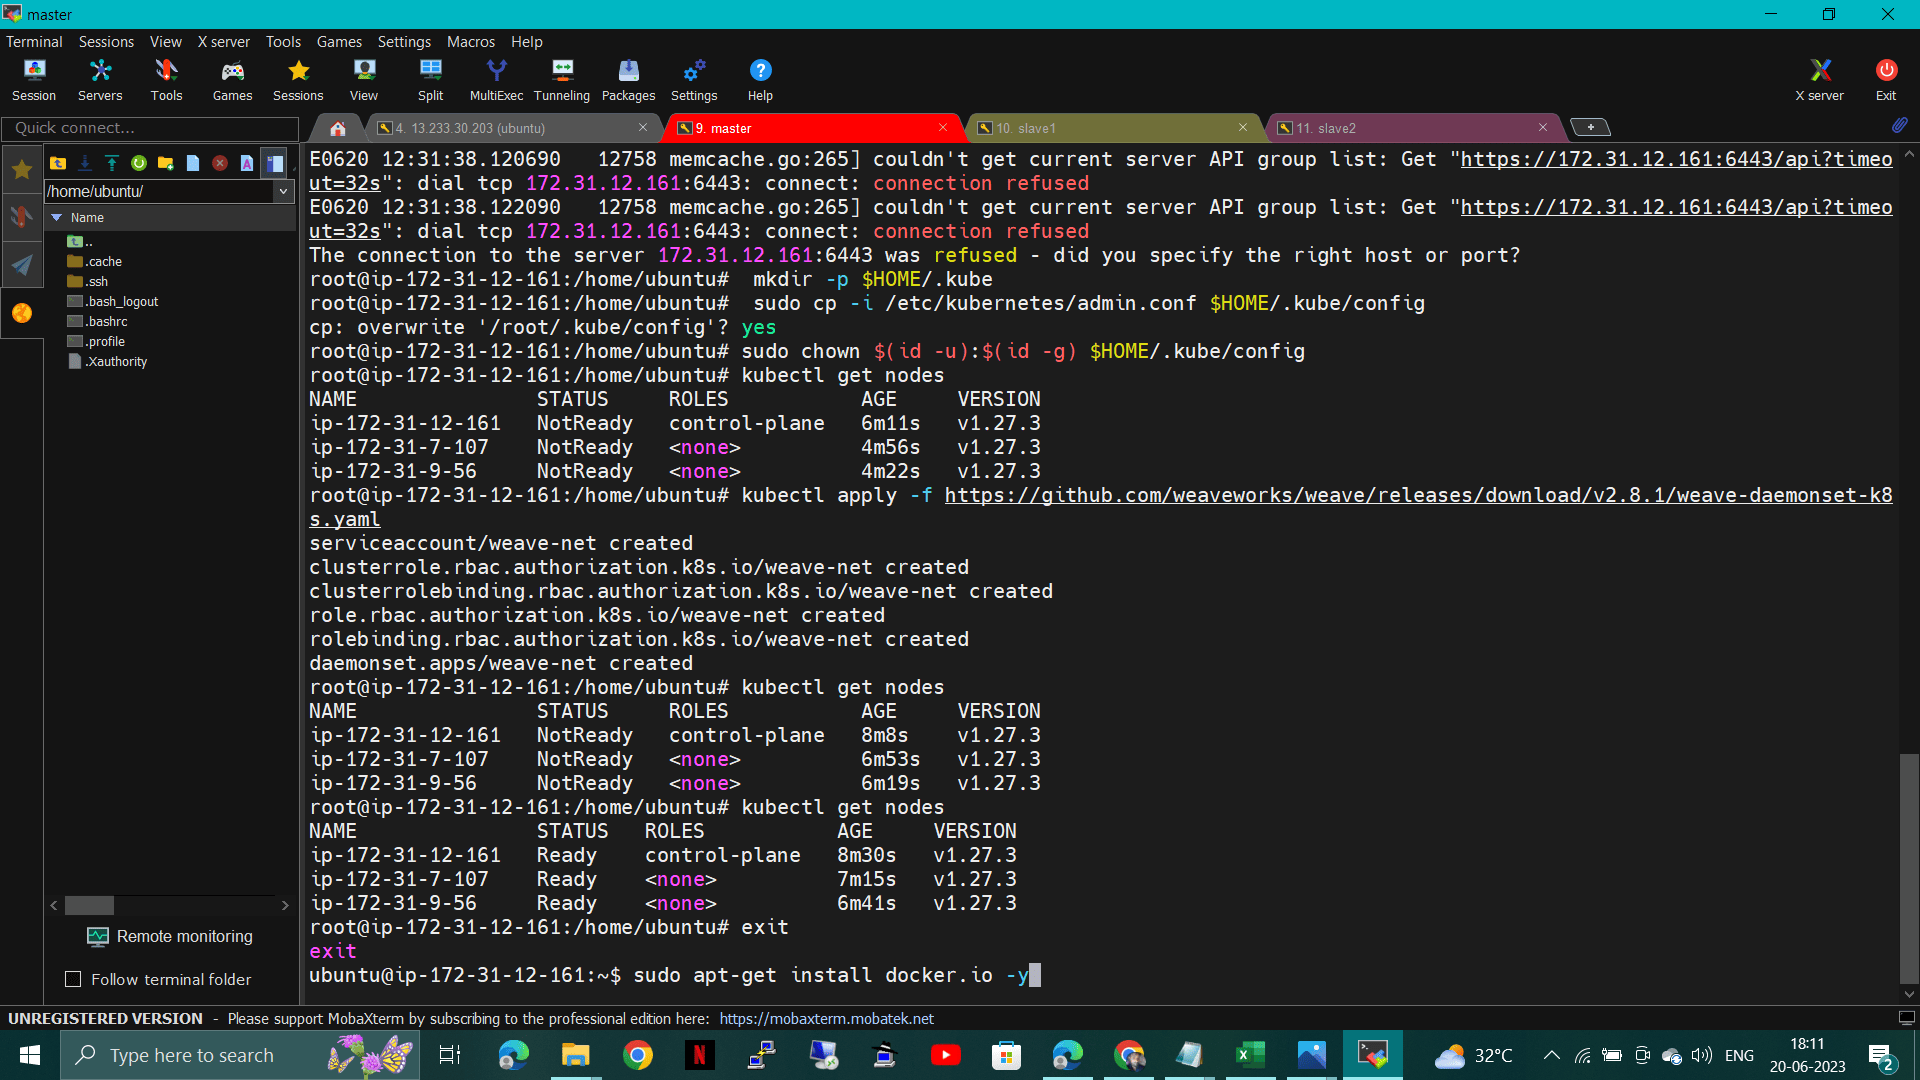 master
Terminal Sessions View X server Tools Games Settings Macros Help
Session Servers Tools Games Sessions View Split MultiExec Tunneling Packages Settings Help X server Exit
Quick connect...
4. 13.233.30.203 (ubuntu) 9. master 10. slave1 11. slave2
/home/ubuntu/
Name
..
.cache
.ssh
.bash_logout
.bashrc
.profile
.Xauthority
E0620 12:31:38.120690   12758 memcache.go:265] couldn't get current server API group list: Get "https://172.31.12.161:6443/api?timeo
ut=32s": dial tcp 172.31.12.161:6443: connect: connection refused
E0620 12:31:38.122090   12758 memcache.go:265] couldn't get current server API group list: Get "https://172.31.12.161:6443/api?timeo
ut=32s": dial tcp 172.31.12.161:6443: connect: connection refused
The connection to the server 172.31.12.161:6443 was refused - did you specify the right host or port?
root@ip-172-31-12-161:/home/ubuntu#  mkdir -p $HOME/.kube
root@ip-172-31-12-161:/home/ubuntu#  sudo cp -i /etc/kubernetes/admin.conf $HOME/.kube/config
cp: overwrite '/root/.kube/config'? yes
root@ip-172-31-12-161:/home/ubuntu# sudo chown $(id -u):$(id -g) $HOME/.kube/config
root@ip-172-31-12-161:/home/ubuntu# kubectl get nodes
NAME               STATUS     ROLES           AGE     VERSION
ip-172-31-12-161   NotReady   control-plane   6m11s   v1.27.3
ip-172-31-7-107    NotReady   <none>          4m56s   v1.27.3
ip-172-31-9-56     NotReady   <none>          4m22s   v1.27.3
root@ip-172-31-12-161:/home/ubuntu# kubectl apply -f https://github.com/weaveworks/weave/releases/download/v2.8.1/weave-daemonset-k8
s.yaml
serviceaccount/weave-net created
clusterrole.rbac.authorization.k8s.io/weave-net created
clusterrolebinding.rbac.authorization.k8s.io/weave-net created
role.rbac.authorization.k8s.io/weave-net created
rolebinding.rbac.authorization.k8s.io/weave-net created
daemonset.apps/weave-net created
root@ip-172-31-12-161:/home/ubuntu# kubectl get nodes
NAME               STATUS     ROLES           AGE     VERSION
ip-172-31-12-161   NotReady   control-plane   8m8s    v1.27.3
ip-172-31-7-107    NotReady   <none>          6m53s   v1.27.3
ip-172-31-9-56     NotReady   <none>          6m19s   v1.27.3
root@ip-172-31-12-161:/home/ubuntu# kubectl get nodes
NAME               STATUS   ROLES           AGE     VERSION
ip-172-31-12-161   Ready    control-plane   8m30s   v1.27.3
ip-172-31-7-107    Ready    <none>          7m15s   v1.27.3
ip-172-31-9-56     Ready    <none>          6m41s   v1.27.3
root@ip-172-31-12-161:/home/ubuntu# exit
exit
ubuntu@ip-172-31-12-161:~$ sudo apt-get install docker.io -y
Remote monitoring
Follow terminal folder
UNREGISTERED VERSION - Please support MobaXterm by subscribing to the professional edition here: https://mobaxterm.mobatek.net
Type here to search
32°C
ENG
18:11
20-06-2023
2